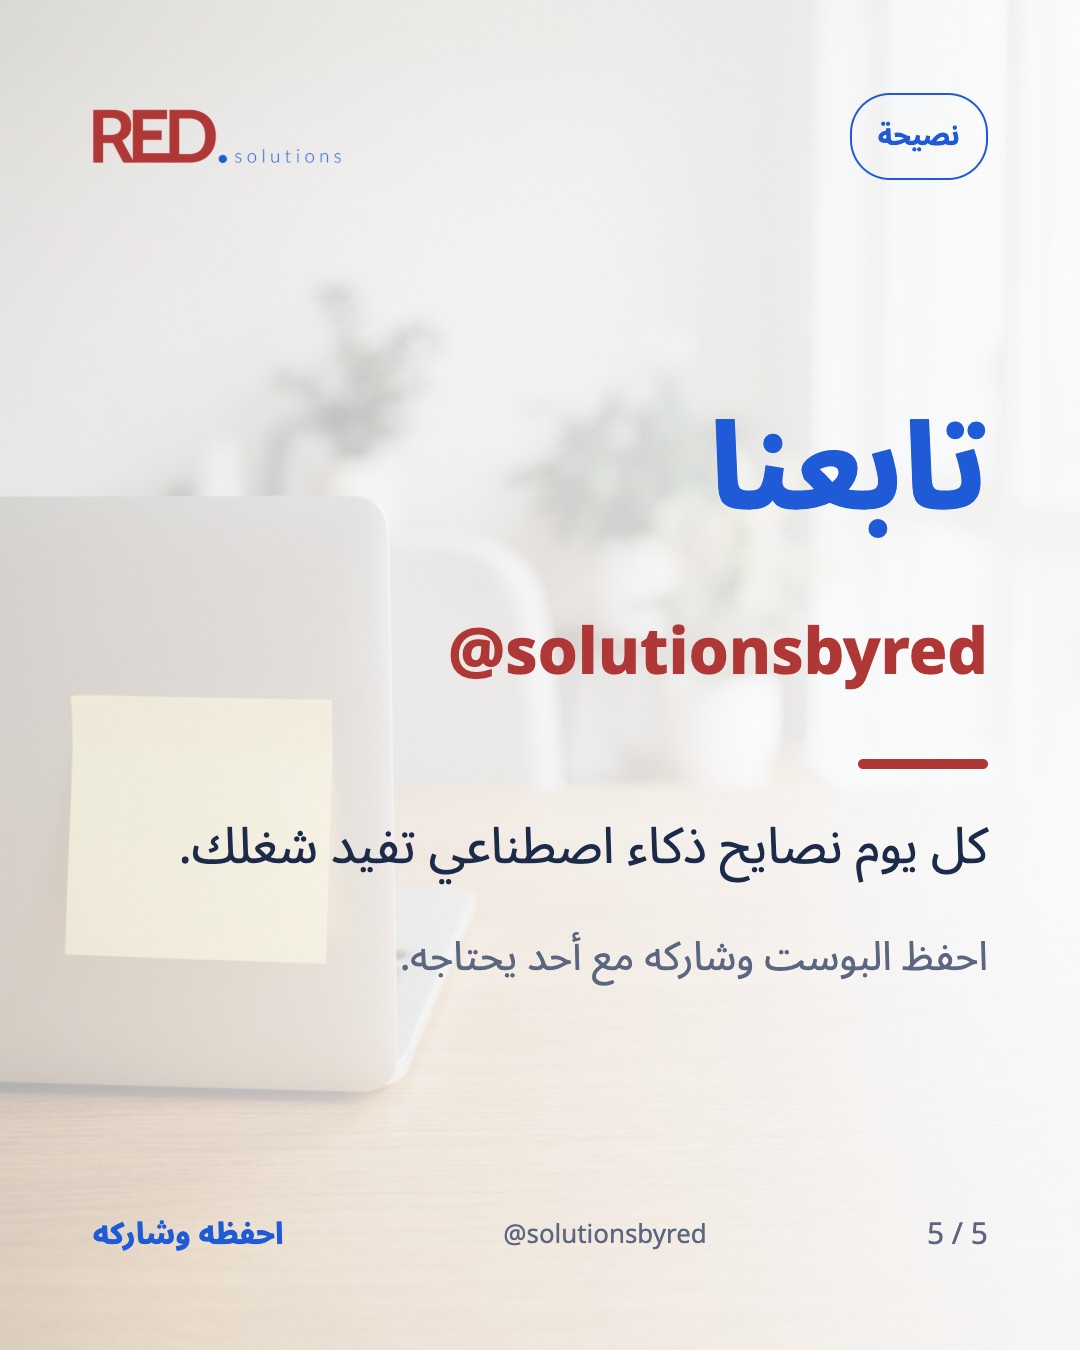 RED.solutions
نصيحة
تابعنا
@solutionsbyred
كل يوم نصايح ذكاء اصطناعي تفيد شغلك.
احفظ البوست وشاركه مع أحد يحتاجه.
احفظه وشاركه
@solutionsbyred
5 / 5